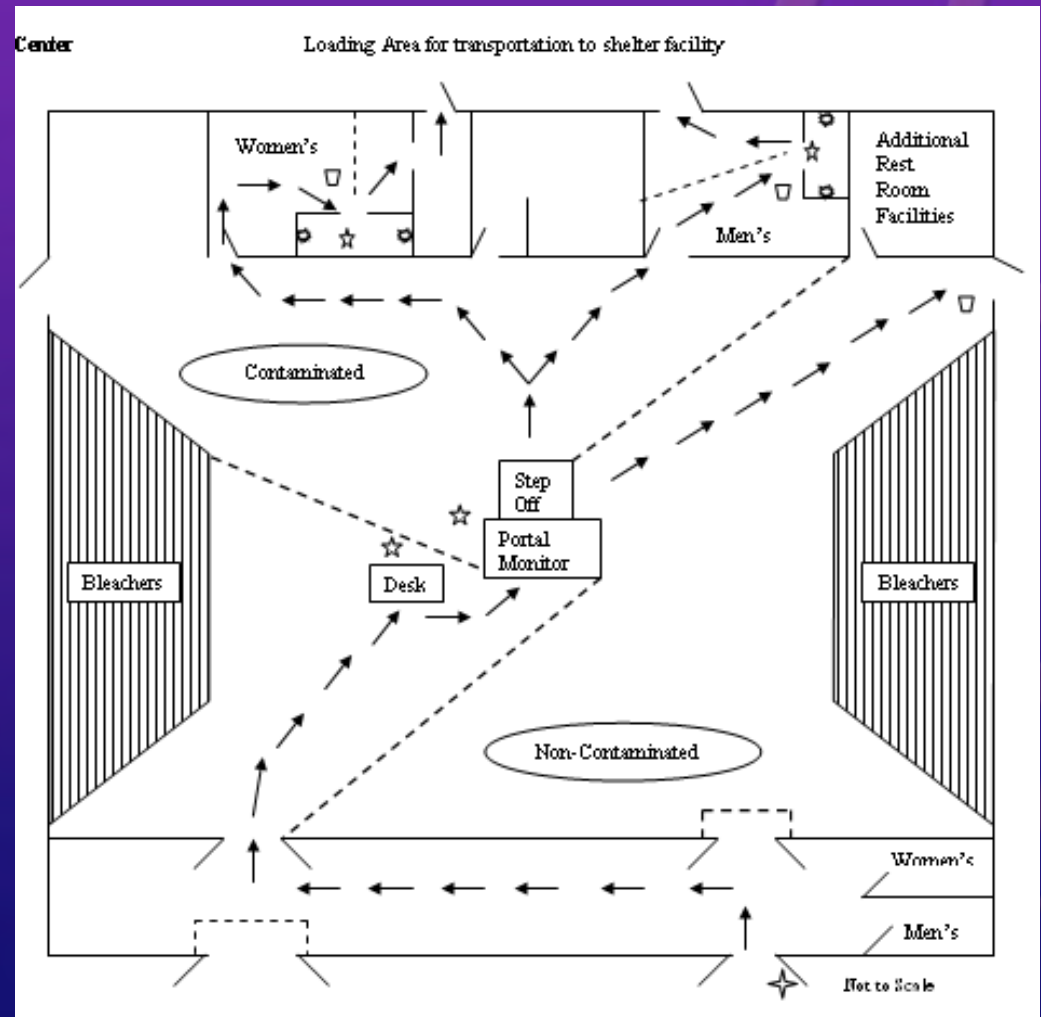 Center
Loading Area for transportation to shelter facility
Women's
Additional
Rest
Room
Facilities
Men's
Contaminated
Step
Off
Portal
Monitor
Desk
Bleachers
Bleachers
Non-Contaminated
Women's
Men's
Not to Scale